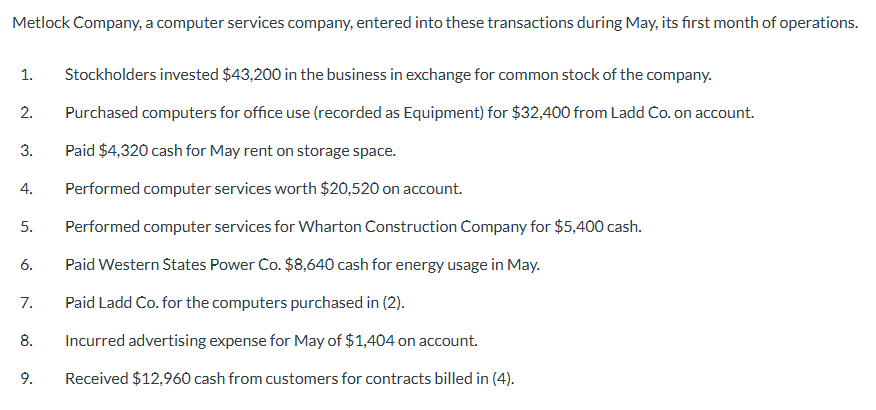 Metlock Company, a computer services company, entered into these transactions during May, its first month of operations.
1. Stockholders invested $43,200 in the business in exchange for common stock of the company.
2. Purchased computers for office use (recorded as Equipment) for $32,400 from Ladd Co. on account.
3. Paid $4,320 cash for May rent on storage space.
4. Performed computer services worth $20,520 on account.
5. Performed computer services for Wharton Construction Company for $5,400 cash.
6. Paid Western States Power Co. $8,640 cash for energy usage in May.
7. Paid Ladd Co. for the computers purchased in (2).
8. Incurred advertising expense for May of $1,404 on account.
9. Received $12,960 cash from customers for contracts billed in (4).